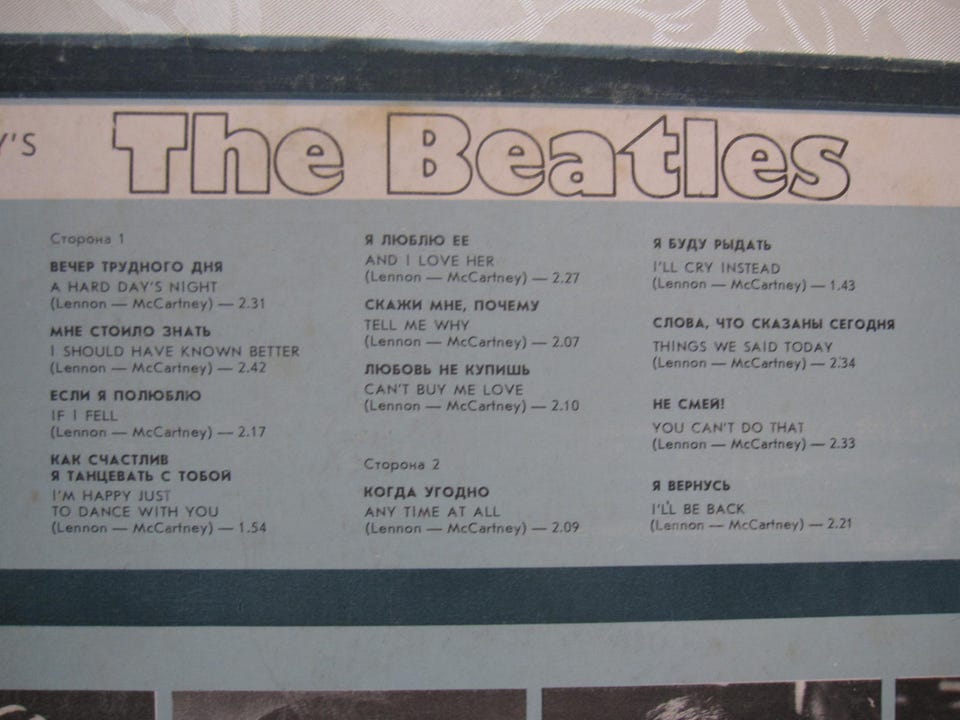 Y'S The Beatles
Сторона 1
ВЕЧЕР ТРУДНОГО ДНЯ
A HARD DAY'S NIGHT
(Lennon — McCartney) — 2.31
МНЕ СТОИЛО ЗНАТЬ
I SHOULD HAVE KNOWN BETTER
(Lennon — McCartney) — 2.42
ЕСЛИ Я ПОЛЮБЛЮ
IF I FELL
(Lennon — McCartney) — 2.17
КАК СЧАСТЛИВ
Я ТАНЦЕВАТЬ С ТОБОЙ
I'M HAPPY JUST
TO DANCE WITH YOU
(Lennon — McCartney) — 1.54
Я ЛЮБЛЮ ЕЕ
AND I LOVE HER
(Lennon — McCartney) — 2.27
СКАЖИ МНЕ, ПОЧЕМУ
TELL ME WHY
(Lennon — McCartney) — 2.07
ЛЮБОВЬ НЕ КУПИШЬ
CAN'T BUY ME LOVE
(Lennon — McCartney) — 2.10
Сторона 2
КОГДА УГОДНО
ANY TIME AT ALL
(Lennon — McCartney) — 2.09
Я БУДУ РЫДАТЬ
I'LL CRY INSTEAD
(Lennon — McCartney) — 1.43
СЛОВА, ЧТО СКАЗАНЫ СЕГОДНЯ
THINGS WE SAID TODAY
(Lennon — McCartney) — 2.34
НЕ СМЕЙ!
YOU CAN'T DO THAT
(Lennon — McCartney) — 2.33
Я ВЕРНУСЬ
I'LL BE BACK
(Lennon — McCartney) — 2.21